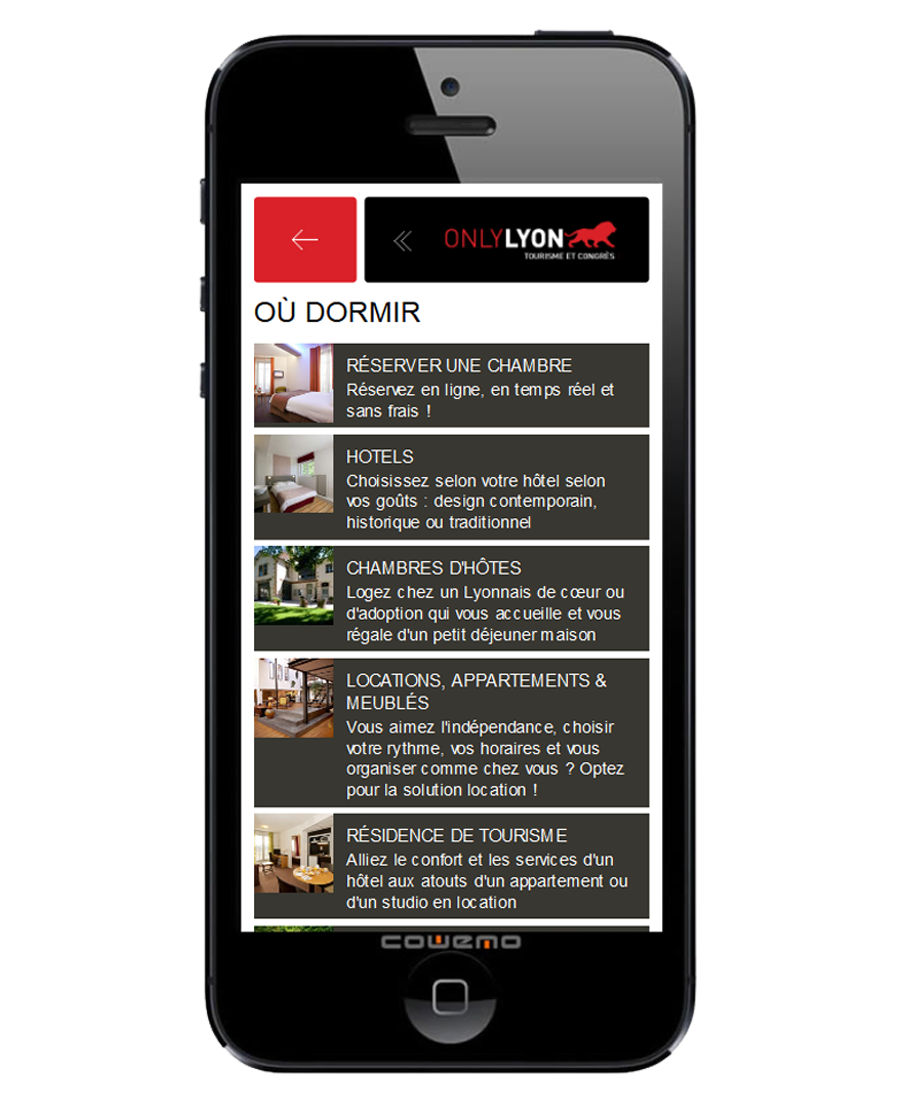 ONLYLYON
TOURISME ET CONGRÈS
OÙ DORMIR
RÉSERVER UNE CHAMBRE
Réservez en ligne, en temps réel et
sans frais !
HOTELS
Choisissez selon votre hôtel selon
vos goûts : design contemporain,
historique ou traditionnel
CHAMBRES D'HÔTES
Logez chez un Lyonnais de cœur ou
d'adoption qui vous accueille et vous
régale d'un petit déjeuner maison
LOCATIONS, APPARTEMENTS &
MEUBLÉS
Vous aimez l'indépendance, choisir
votre rythme, vos horaires et vous
organiser comme chez vous ? Optez
pour la solution location !
RÉSIDENCE DE TOURISME
Alliez le confort et les services d'un
hôtel aux atouts d'un appartement ou
d'un studio en location
cowemo